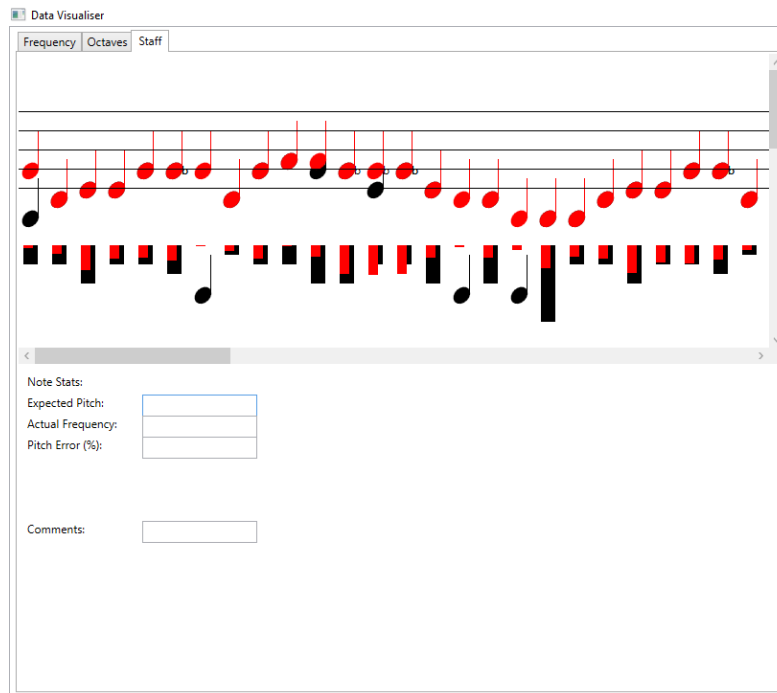 Data Visualiser
Frequency Octaves Staff
Note Stats:
Expected Pitch:
Actual Frequency:
Pitch Error (%):
Comments: